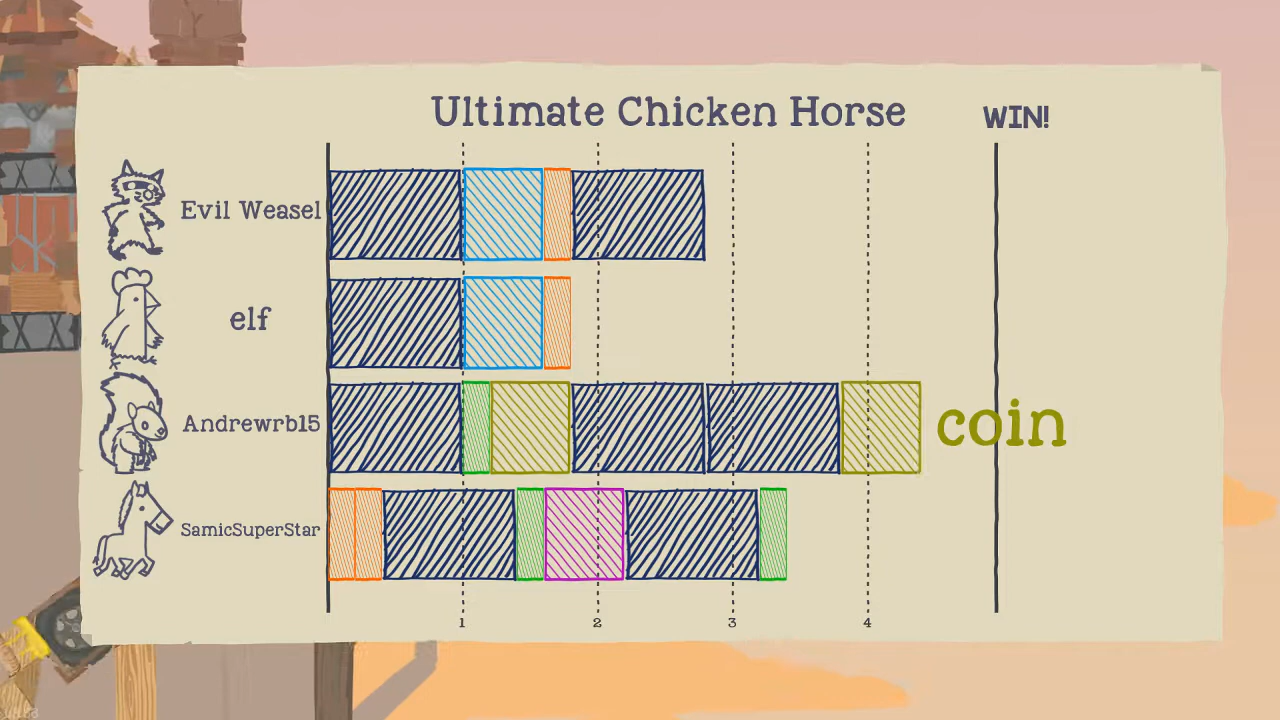 Ultimate Chicken Horse
WIN!
Evil Weasel
elf
Andrewrb15
coin
SamicSuperStar
1 2 3 4